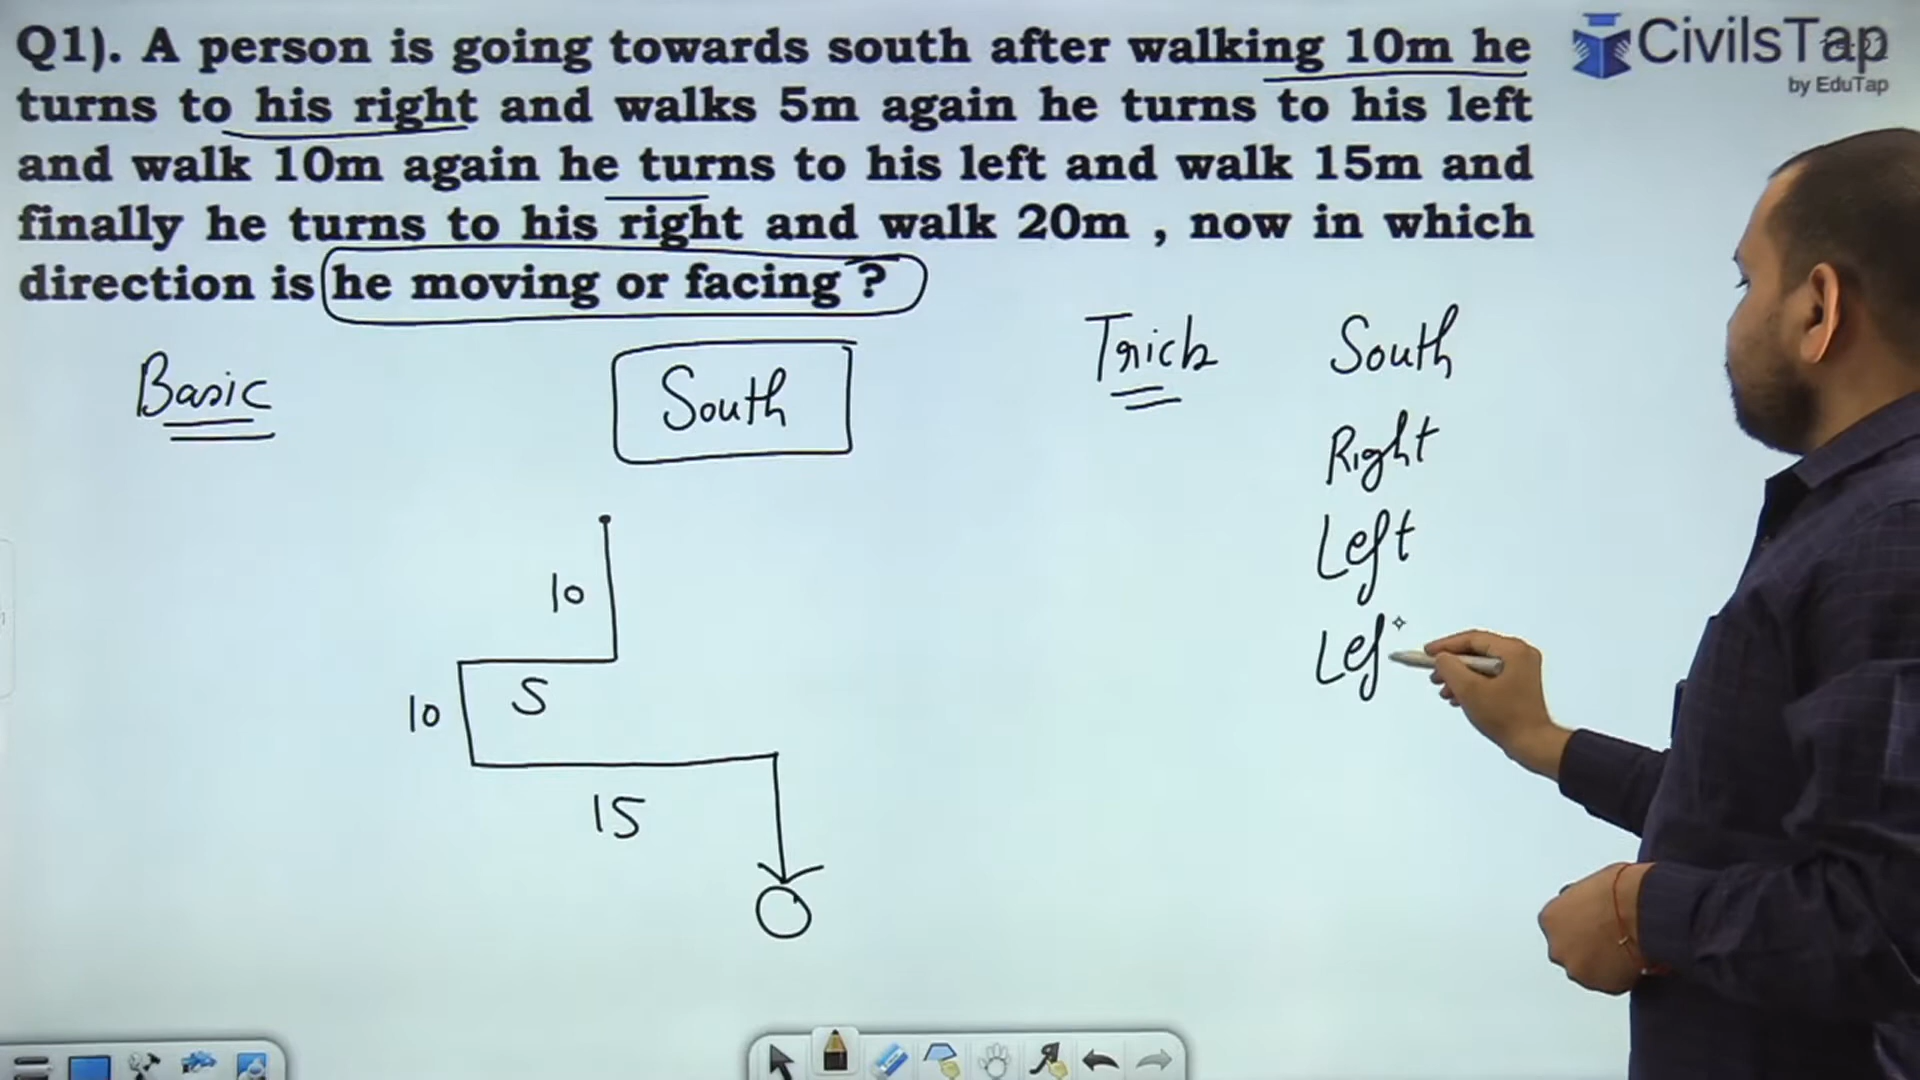 Q1). A person is going towards south after walking 10m he
turns to his right and walks 5m again he turns to his left
and walk 10m again he turns to his left and walk 15m and
finally he turns to his right and walk 20m , now in which
direction is he moving or facing ?
CivilsTap
by EduTap
Basic
South
10
5
10
15
Trick
South
Right
Left
Lef